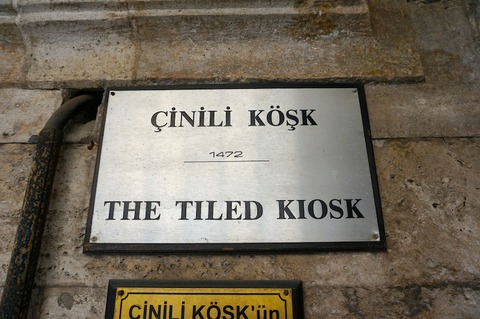 ÇİNİLİ KÖŞK
1472
THE TILED KIOSK
ÇİNİLİ KÖŞK'ün